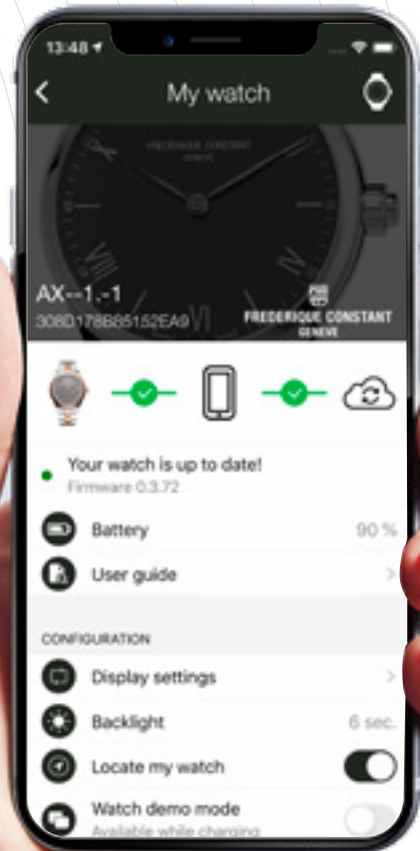 13:48
My watch
FREDERIQUE CONSTANT
GENEVE
AX--1.-1
308D178B85152EA9
FREDERIQUE CONSTANT
GENEVE
Your watch is up to date!
Firmware 0.3.72
Battery 90 %
User guide
CONFIGURATION
Display settings
Backlight 6 sec.
Locate my watch
Watch demo mode
Available while charging